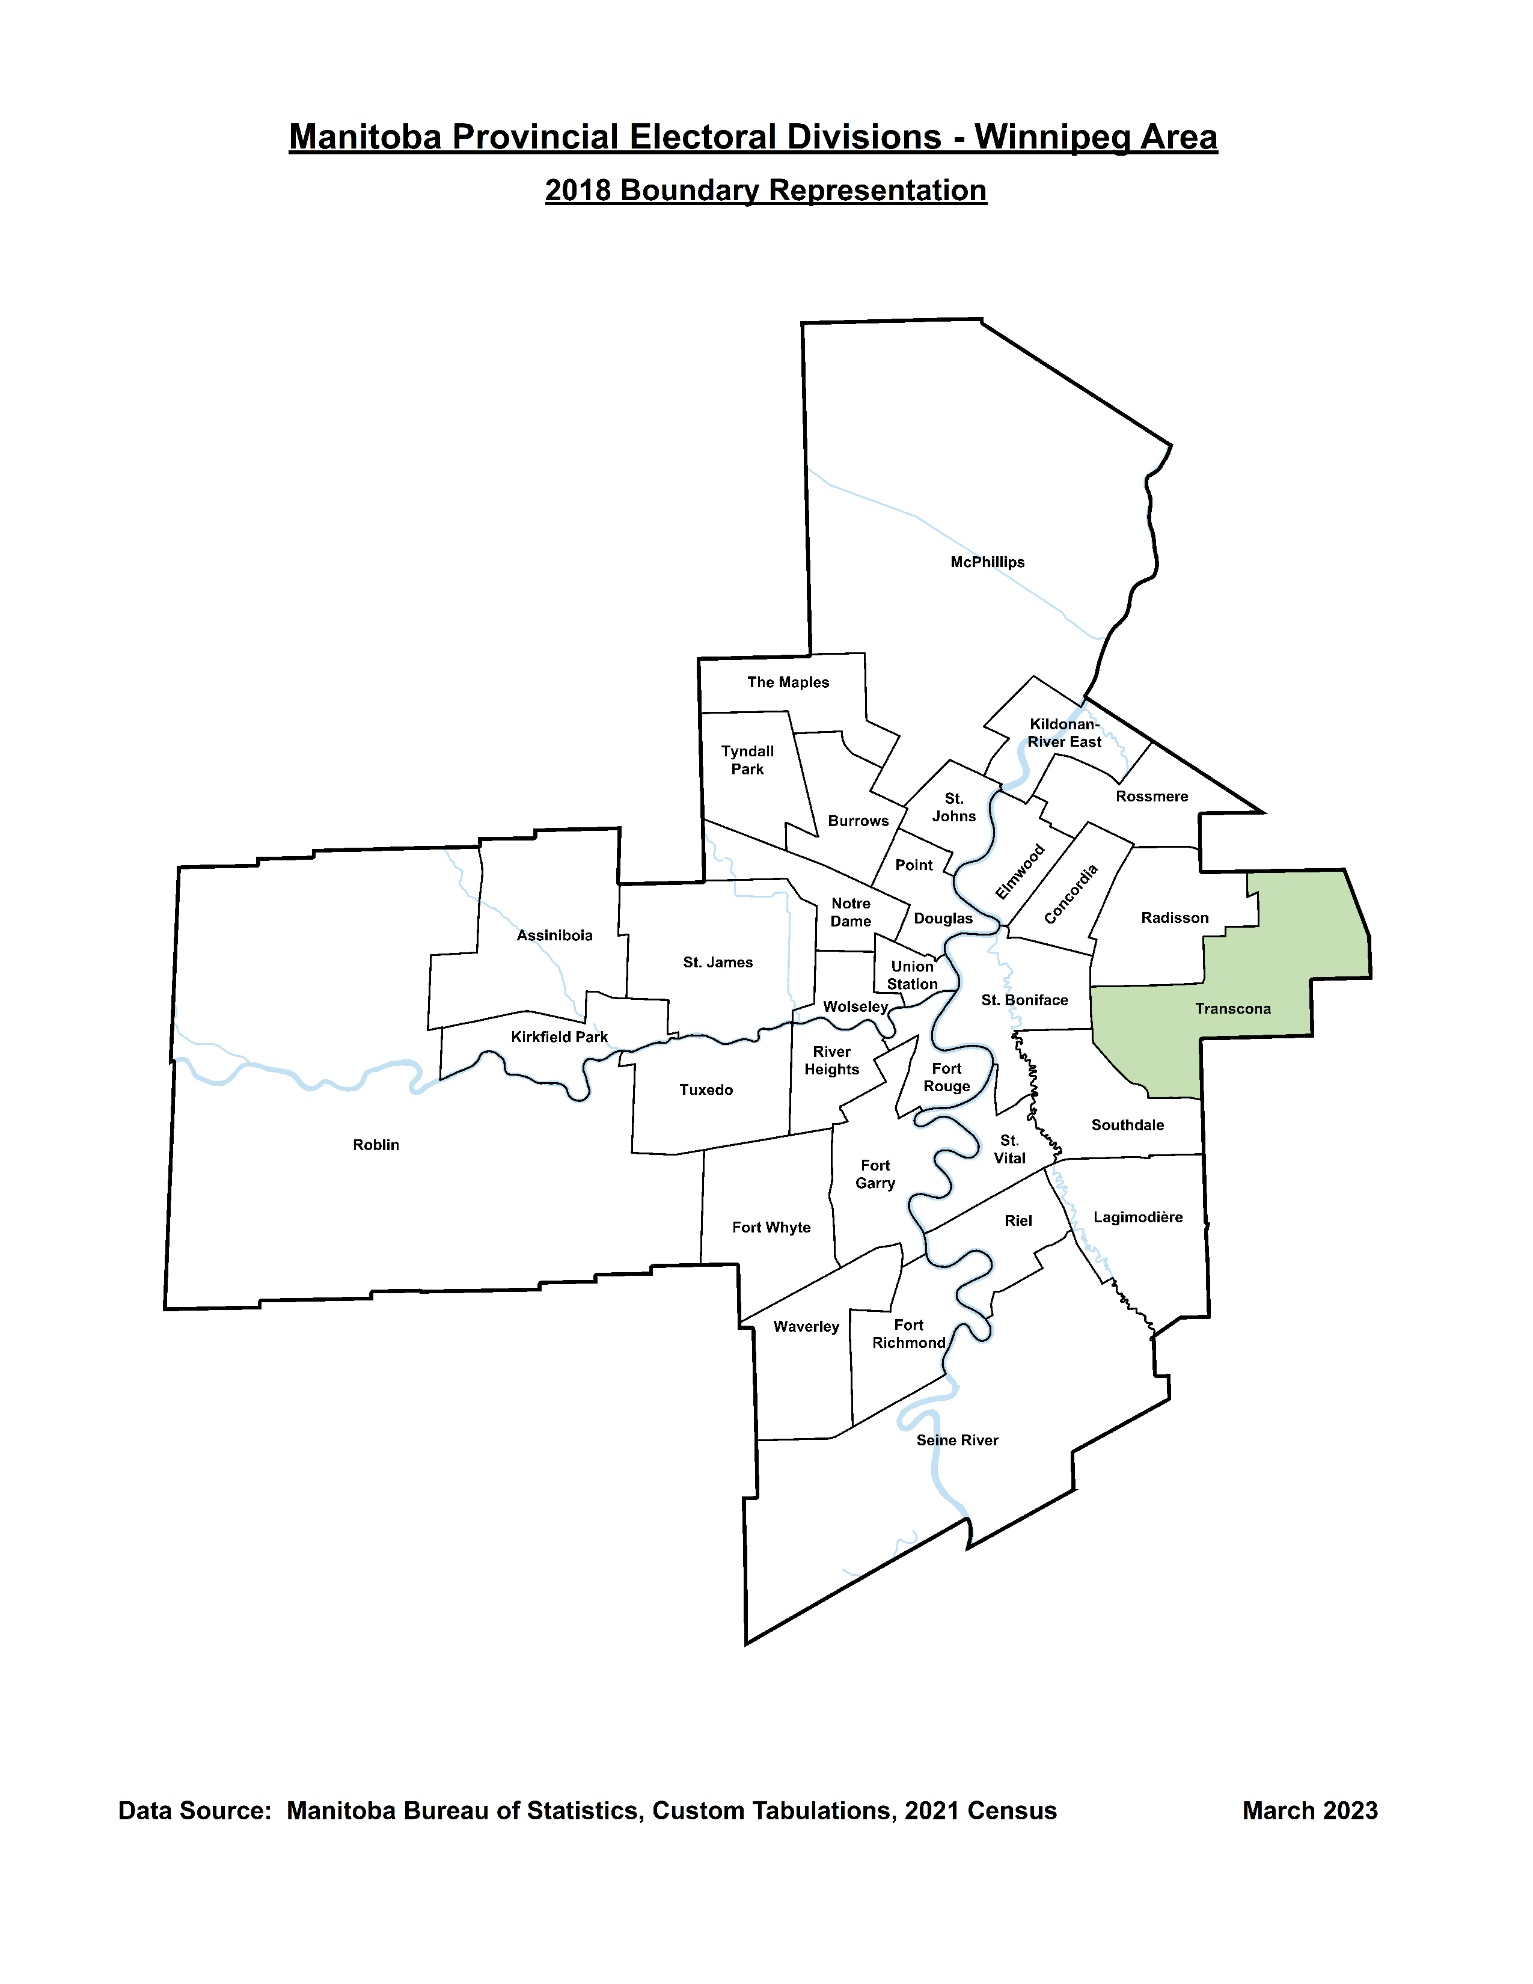 Manitoba Provincial Electoral Divisions - Winnipeg Area
2018 Boundary Representation
McPhillips
The Maples
Kildonan-
River East
Tyndall
Park
Rossmere
St.
Johns
Burrows
Point
Douglas
Elmwood
Concordia
Notre
Dame
Radisson
Assiniboia
St. James
Union
Station
St. Boniface
Wolseley
Transcona
Kirkfield Park
River
Heights
Fort
Rouge
Tuxedo
Southdale
Roblin
St.
Vital
Fort
Garry
Lagimodière
Riel
Fort Whyte
Waverley
Fort
Richmond
Seine River
Data Source:  Manitoba Bureau of Statistics, Custom Tabulations, 2021 Census
March 2023